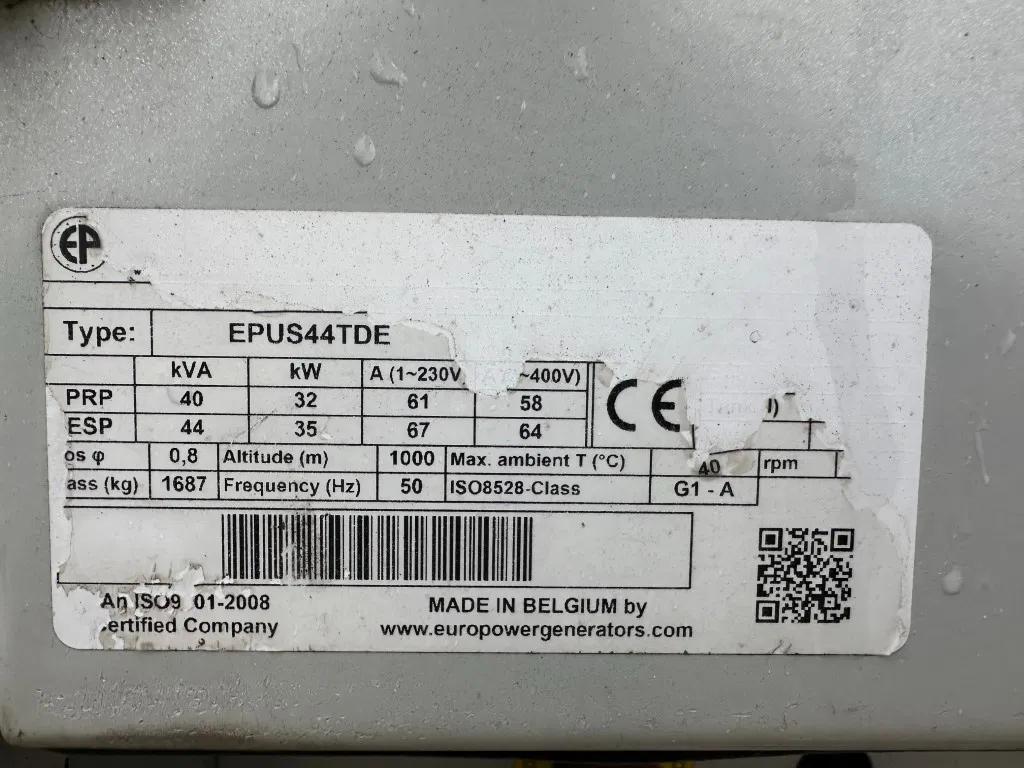 EP
Type: EPUS44TDE
kVA kW A (1~230V ~400V)
PRP 40 32 61 58
ESP 44 35 67 64
CE
os φ 0,8 Altitude (m) 1000 Max. ambient T (°C) 40 rpm
ass (kg) 1687 Frequency (Hz) 50 ISO8528-Class G1 - A
An ISO9 01-2008
ertified Company
MADE IN BELGIUM by
www.europowergenerators.com